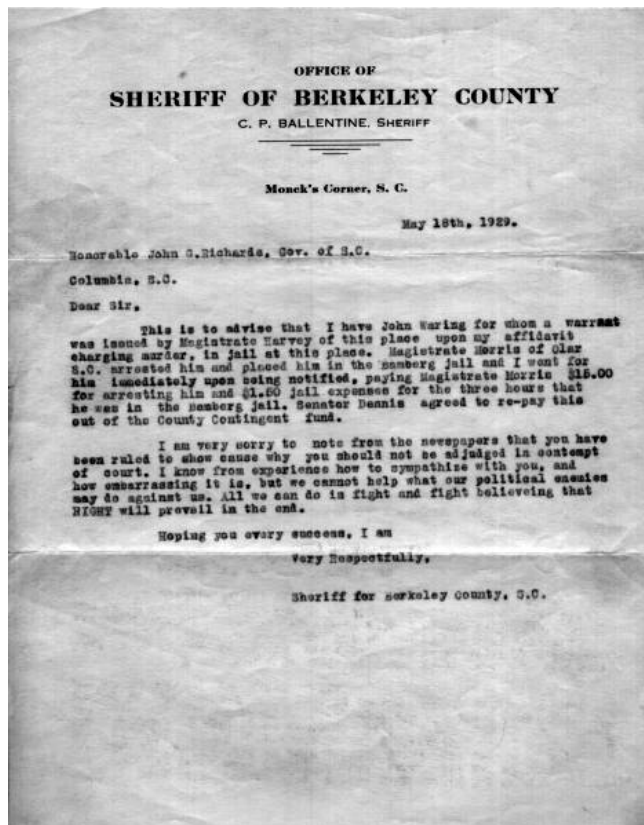 OFFICE OF
SHERIFF OF BERKELEY COUNTY
C. P. BALLENTINE, SHERIFF
Monck's Corner, S. C.
May 18th, 1929.
Honorable John G.Richards, Gov. of S.C.
Columbia, S.C.
Dear Sir,
This is to advise that I have John Waring for whom a warrant
was issued by Magistrate Harvey of this place upon my affidavit
charging murder, in jail at this place. Magistrate Morris of Olar
S.C. arrested him and placed him in the Bamberg jail and I went for
him immediately upon being notified, paying Magistrate Morris $15.00
for arresting him and $1.50 jail expenses for the three hours that
he was in the Bamberg jail. Senator Dennis agreed to re-pay this
out of the County Contingent fund.
I am very sorry to note from the newspapers that you have
been ruled to show cause why you should not be adjudged in contempt
of court. I know from experience how to sympathize with you, and
how embarrassing it is, but we cannot help what our political enemies
may do against us. All we can do is fight and fight believeing that
RIGHT will prevail in the end.
Hoping you every success, I am
Very Respectfully,
Sheriff for Berkeley County, S.C.